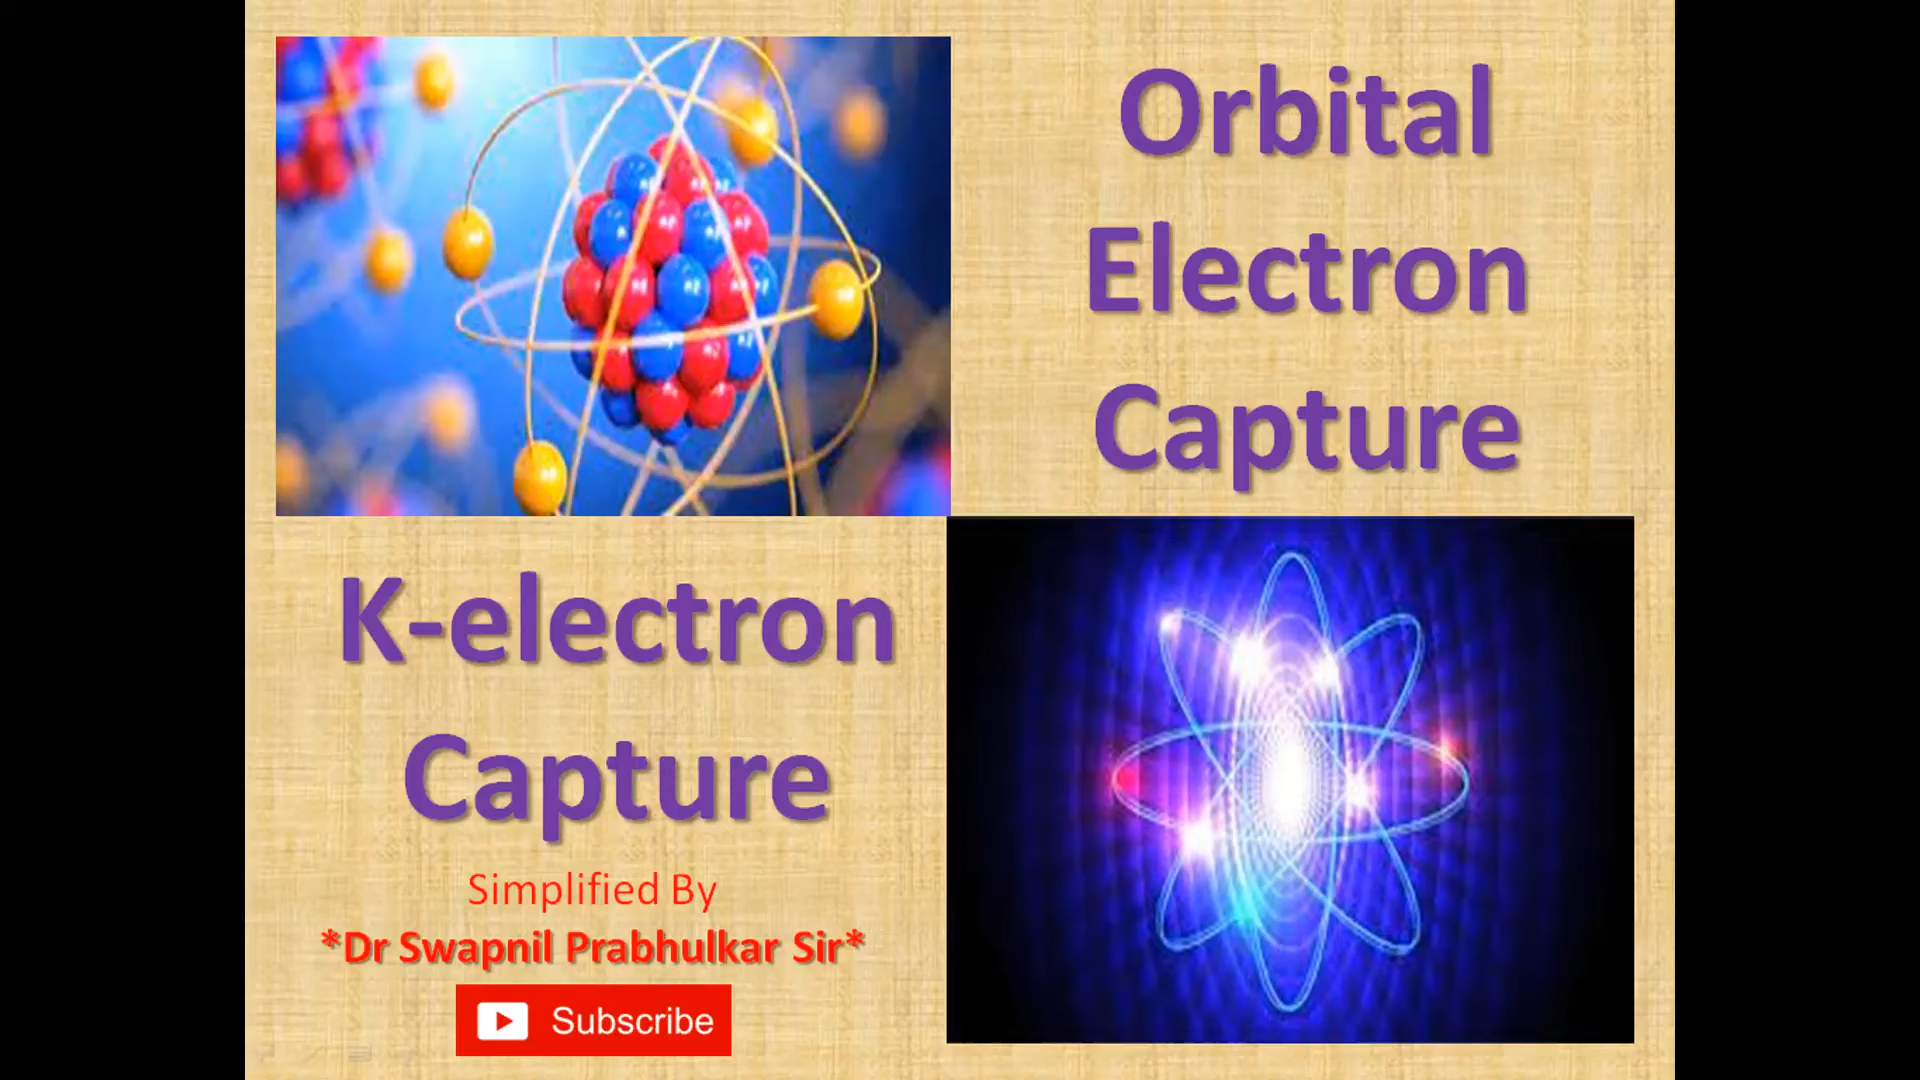 Orbital
Electron
Capture
K-electron
Capture
Simplified By
*Dr Swapnil Prabhulkar Sir*
Subscribe